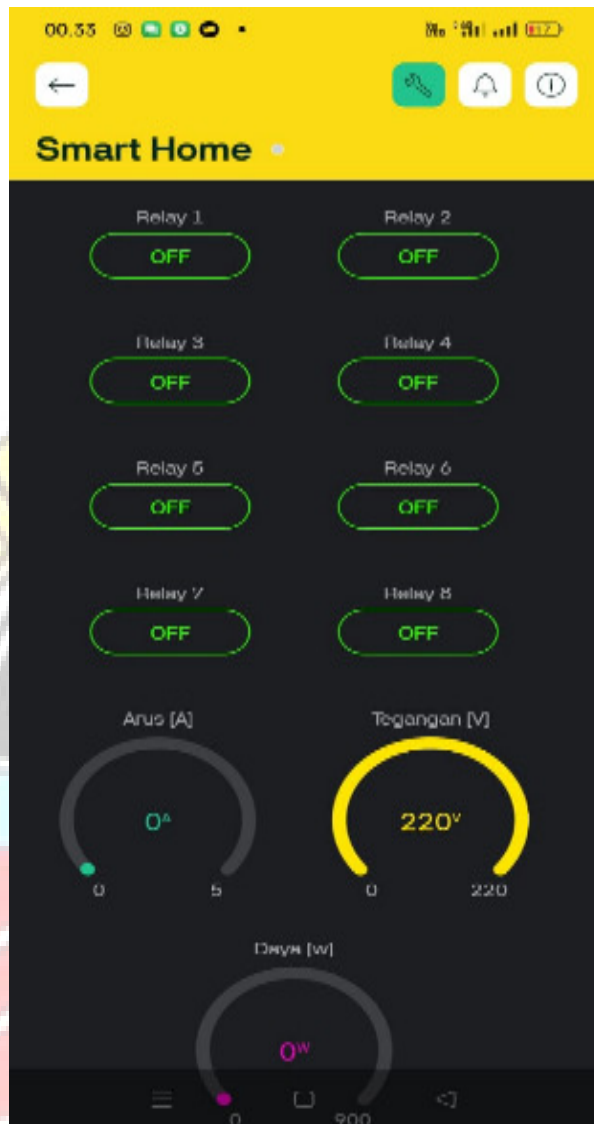 00.33
17
Smart Home
Relay 1 Relay 2
OFF OFF
Relay 3 Relay 4
OFF OFF
Relay 5 Relay 6
OFF OFF
Relay 7 Relay 8
OFF OFF
Arus [A] Tegangan [V]
0A 220V
0 5 0 220
Daya [w]
0W
0 900